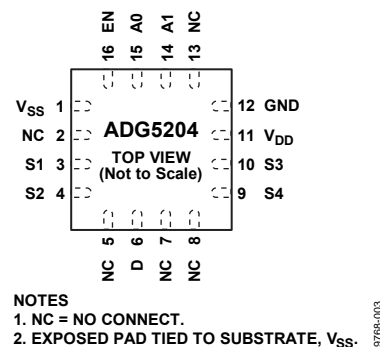 16 EN
15 A0
14 A1
13 NC
VSS 1
NC 2
S1 3
S2 4
ADG5204
TOP VIEW
(Not to Scale)
12 GND
11 VDD
10 S3
9 S4
NC 5
D 6
NC 7
NC 8
NOTES
1. NC = NO CONNECT.
2. EXPOSED PAD TIED TO SUBSTRATE, VSS.
9768-003